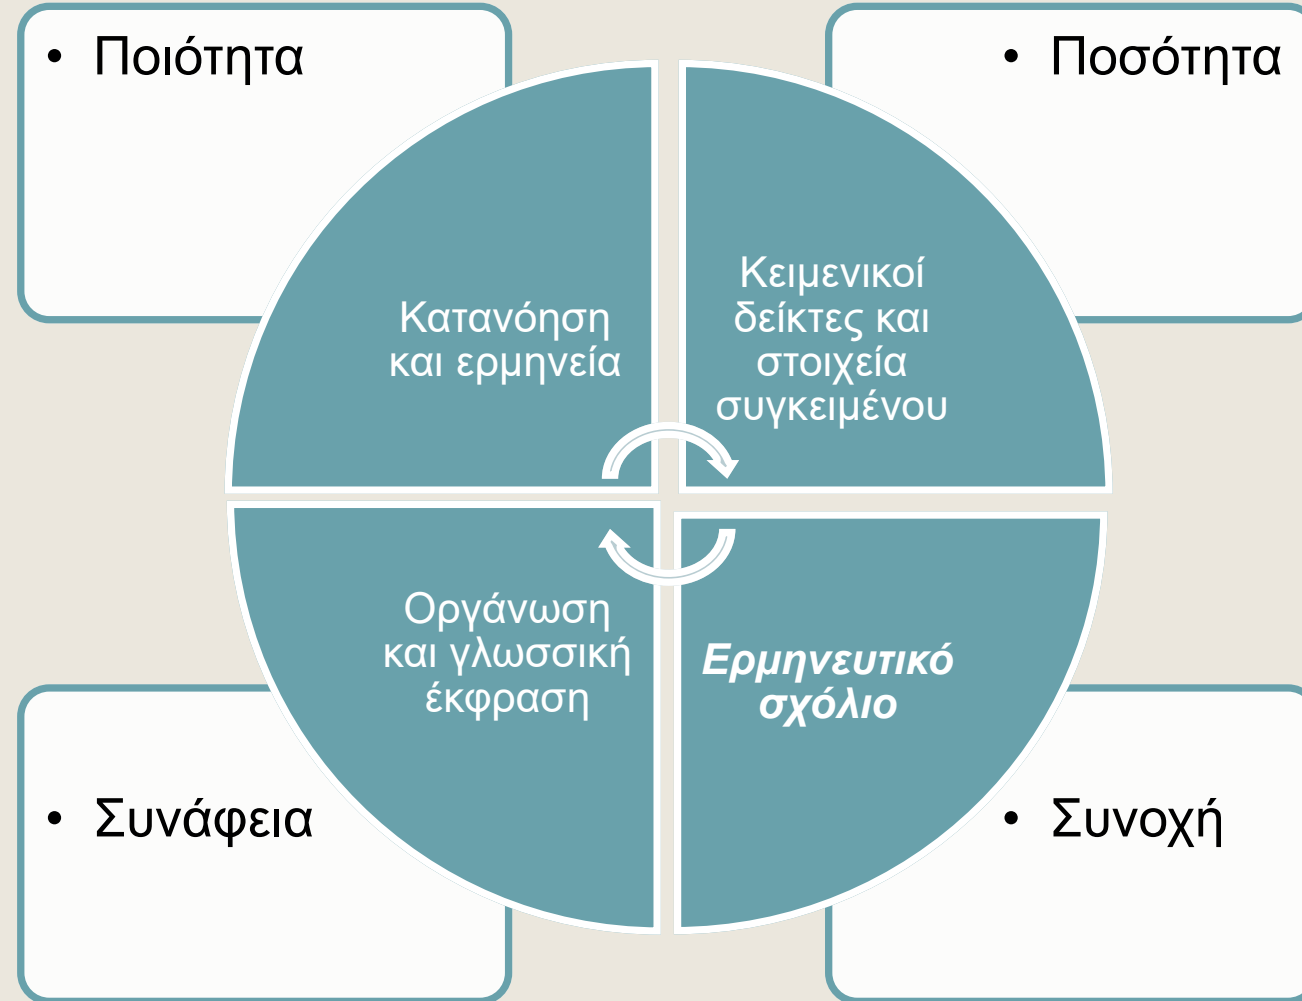 • Ποιότητα
• Ποσότητα
Κατανόηση
και ερμηνεία
Κειμενικοί
δείκτες και
στοιχεία
συγκειμένου
Οργάνωση
και γλωσσική
έκφραση
Ερμηνευτικό
σχόλιο
• Συνάφεια
• Συνοχή